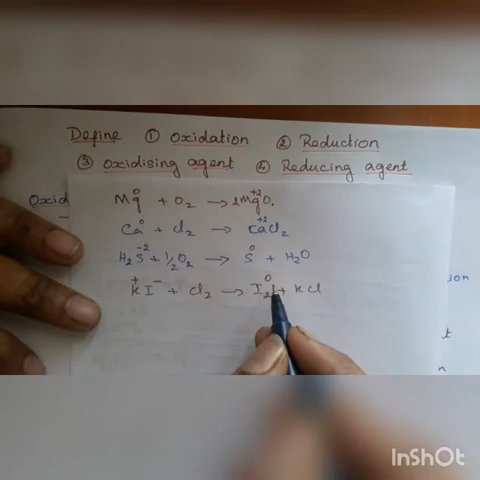 Define ① Oxidation ② Reduction
③ Oxidising agent ④ Reducing agent
Oxid
Mg⁰ + O₂ → 2Mg⁺²O.
Ca⁰ + Cl₂ → Ca⁺²Cl₂
H₂S⁻² + 1/2O₂ → S⁰ + H₂O
K⁺I⁻ + Cl₂ → I₂⁰ + KCl
ion
t
n
InShOt